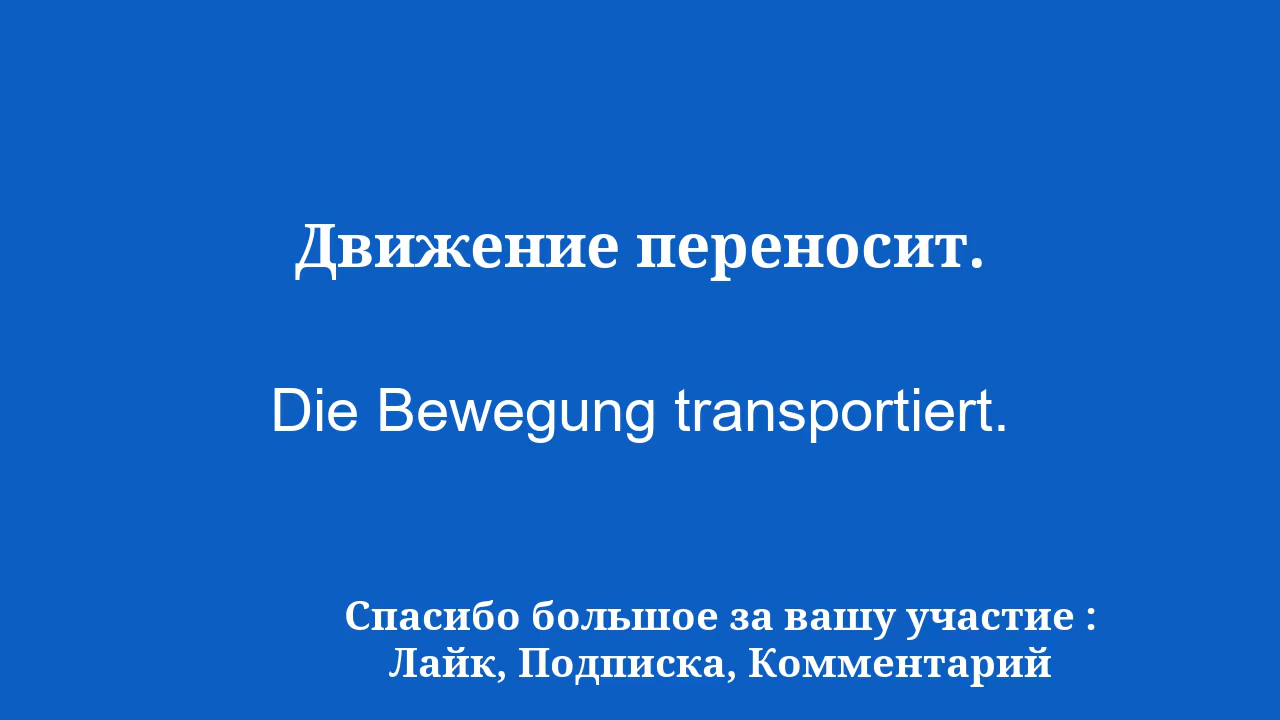 Движение переносит.
Die Bewegung transportiert.
Спасибо большое за вашу участие :
Лайк, Подписка, Комментарий